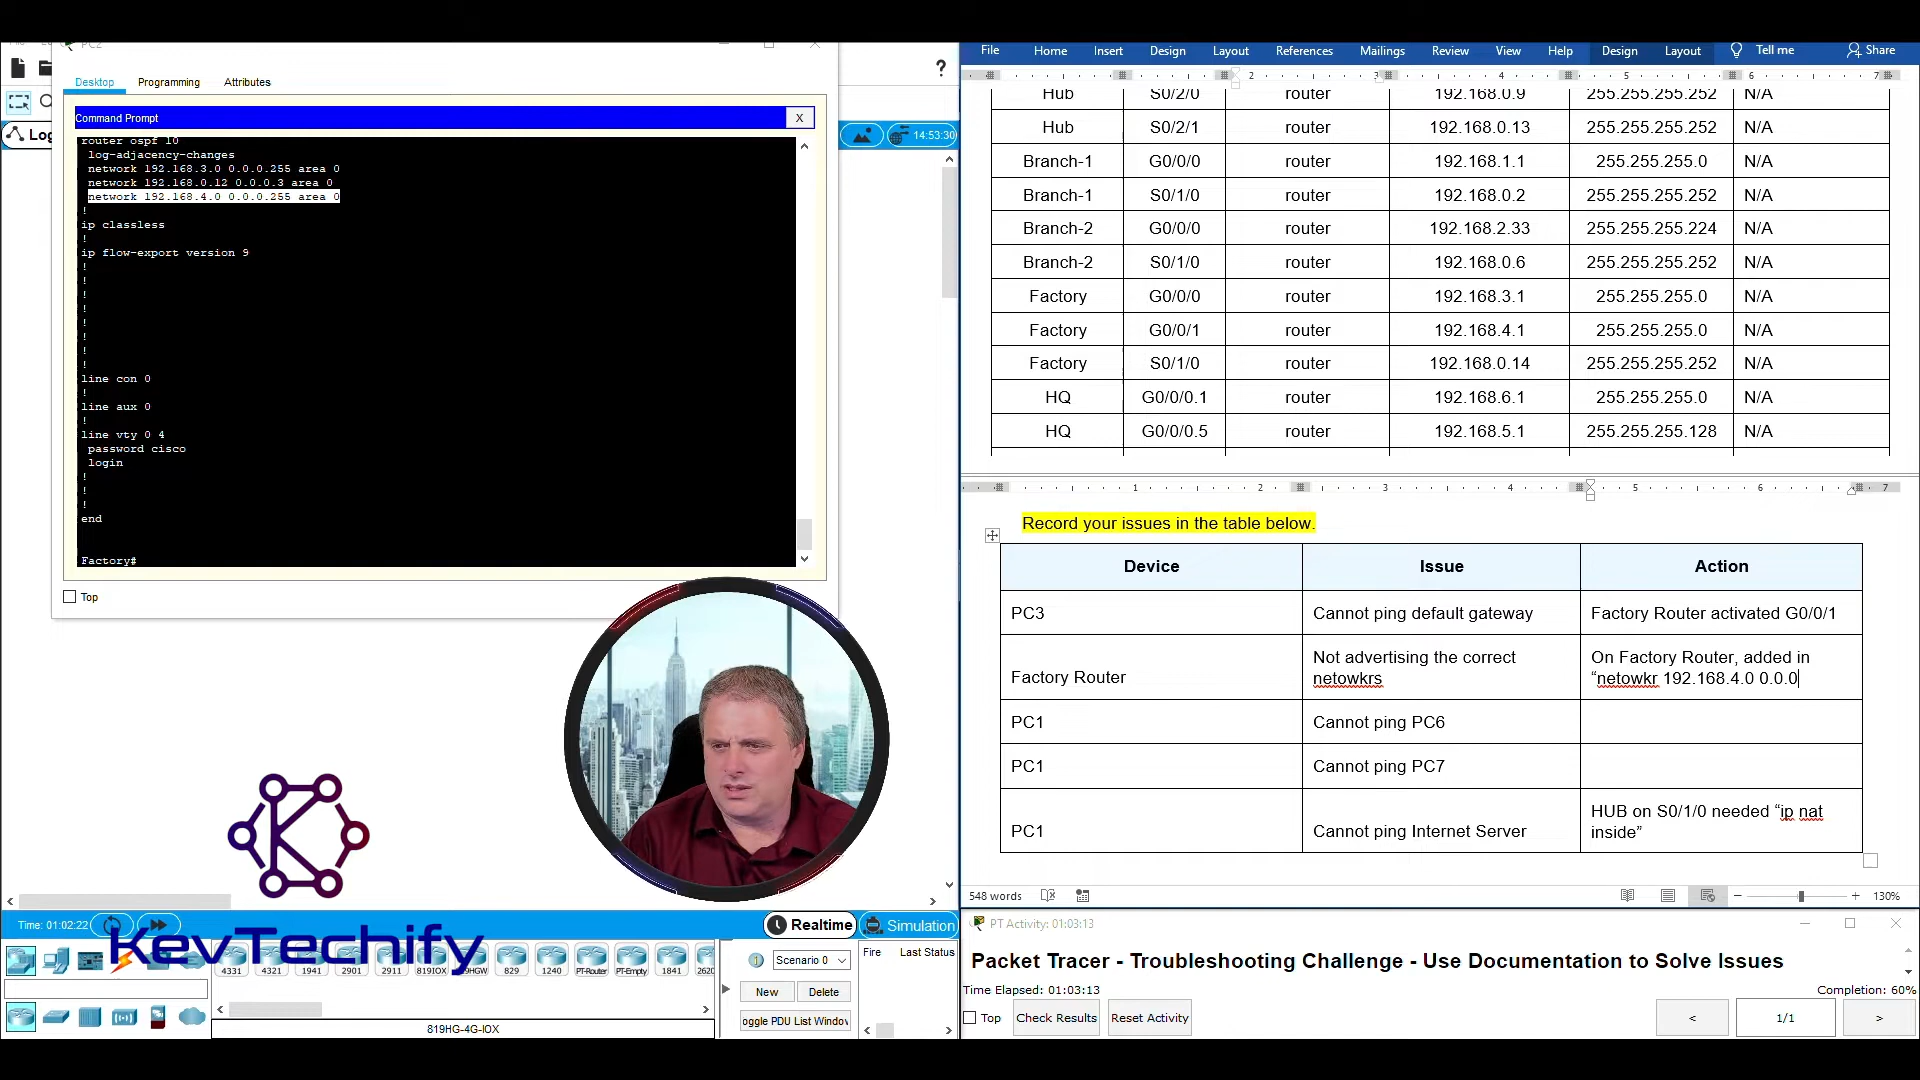 PC2
Desktop Programming Attributes
Command Prompt X
router ospf 10
log-adjacency-changes
network 192.168.3.0 0.0.0.255 area 0
network 192.168.0.12 0.0.0.3 area 0
network 192.168.4.0 0.0.0.255 area 0
!
ip classless
!
ip flow-export version 9
!
!
!
!
!
!
!
!
line con 0
!
line aux 0
!
line vty 0 4
password cisco
login
!
!
!
end
Factory#
Top
?
Log
14:53:30
KevTechify
Time: 01:02:22
Realtime Simulation
4331 4321 1941 2901 2911 819IOX 819HGW 829 1240 PT-Router PT-Empty 1841 2620
819HG-4G-IOX
Scenario 0
New Delete
oggle PDU List Window
Fire Last Status
File Home Insert Design Layout References Mailings Review View Help Design Layout Tell me Share
2 3 4 5 6 7
Hub S0/2/0 router 192.168.0.9 255.255.255.252 N/A
Hub S0/2/1 router 192.168.0.13 255.255.255.252 N/A
Branch-1 G0/0/0 router 192.168.1.1 255.255.255.0 N/A
Branch-1 S0/1/0 router 192.168.0.2 255.255.255.252 N/A
Branch-2 G0/0/0 router 192.168.2.33 255.255.255.224 N/A
Branch-2 S0/1/0 router 192.168.0.6 255.255.255.252 N/A
Factory G0/0/0 router 192.168.3.1 255.255.255.0 N/A
Factory G0/0/1 router 192.168.4.1 255.255.255.0 N/A
Factory S0/1/0 router 192.168.0.14 255.255.255.252 N/A
HQ G0/0/0.1 router 192.168.6.1 255.255.255.0 N/A
HQ G0/0/0.5 router 192.168.5.1 255.255.255.128 N/A
1 2 3 4 5 6 7
Record your issues in the table below.
Device Issue Action
PC3 Cannot ping default gateway Factory Router activated G0/0/1
Factory Router Not advertising the correct netowkrs On Factory Router, added in
“netowkr 192.168.4.0 0.0.0
PC1 Cannot ping PC6
PC1 Cannot ping PC7
PC1 Cannot ping Internet Server HUB on S0/1/0 needed “ip nat
inside”
548 words
130%
PT Activity: 01:03:13
Packet Tracer - Troubleshooting Challenge - Use Documentation to Solve Issues
Time Elapsed: 01:03:13 Completion: 60%
Top Check Results Reset Activity < 1/1 >